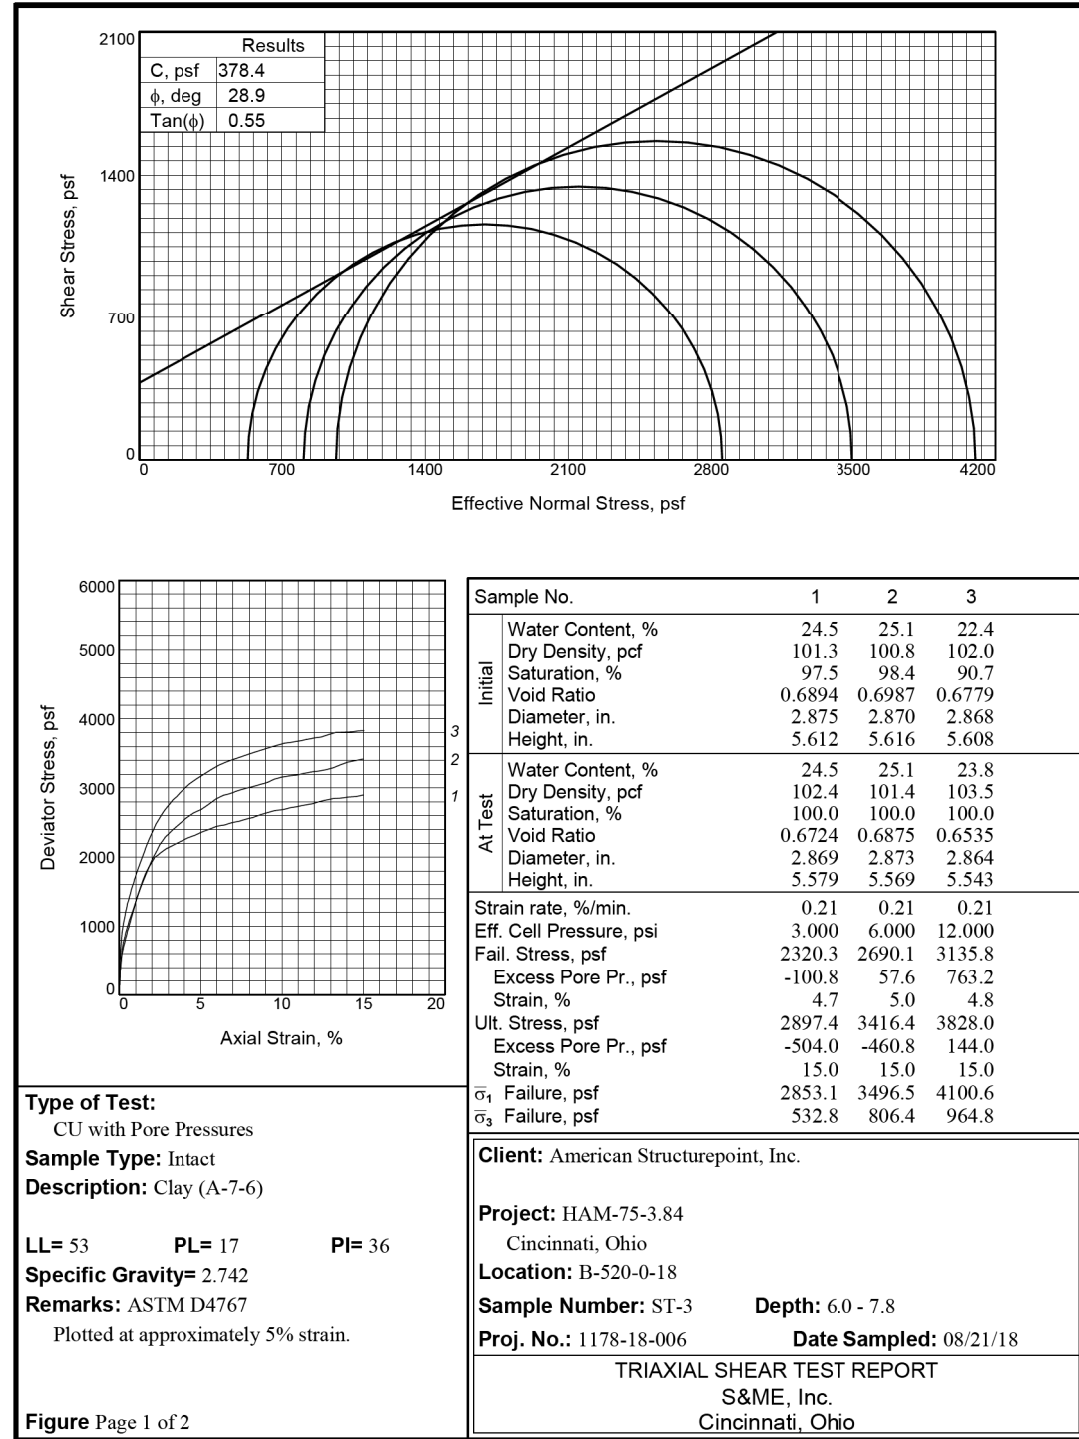 2100
1400
700
0
Shear Stress, psf
Results
C, psf 378.4
ϕ, deg 28.9
Tan(ϕ) 0.55
0 700 1400 2100 2800 3500 4200
Effective Normal Stress, psf
6000
5000
4000
3000
2000
1000
0
Deviator Stress, psf
3
2
1
0 5 10 15 20
Axial Strain, %
Sample No. 1 2 3
Initial
Water Content, % 24.5 25.1 22.4
Dry Density, pcf 101.3 100.8 102.0
Saturation, % 97.5 98.4 90.7
Void Ratio 0.6894 0.6987 0.6779
Diameter, in. 2.875 2.870 2.868
Height, in. 5.612 5.616 5.608
At Test
Water Content, % 24.5 25.1 23.8
Dry Density, pcf 102.4 101.4 103.5
Saturation, % 100.0 100.0 100.0
Void Ratio 0.6724 0.6875 0.6535
Diameter, in. 2.869 2.873 2.864
Height, in. 5.579 5.569 5.543
Strain rate, %/min. 0.21 0.21 0.21
Eff. Cell Pressure, psi 3.000 6.000 12.000
Fail. Stress, psf 2320.3 2690.1 3135.8
Excess Pore Pr., psf -100.8 57.6 763.2
Strain, % 4.7 5.0 4.8
Ult. Stress, psf 2897.4 3416.4 3828.0
Excess Pore Pr., psf -504.0 -460.8 144.0
Strain, % 15.0 15.0 15.0
σ̅₁ Failure, psf 2853.1 3496.5 4100.6
σ̅₃ Failure, psf 532.8 806.4 964.8
Type of Test:
CU with Pore Pressures
Sample Type: Intact
Description: Clay (A-7-6)
LL= 53 PL= 17 PI= 36
Specific Gravity= 2.742
Remarks: ASTM D4767
Plotted at approximately 5% strain.
Figure Page 1 of 2
Client: American Structurepoint, Inc.
Project: HAM-75-3.84
Cincinnati, Ohio
Location: B-520-0-18
Sample Number: ST-3 Depth: 6.0 - 7.8
Proj. No.: 1178-18-006 Date Sampled: 08/21/18
TRIAXIAL SHEAR TEST REPORT
S&ME, Inc.
Cincinnati, Ohio